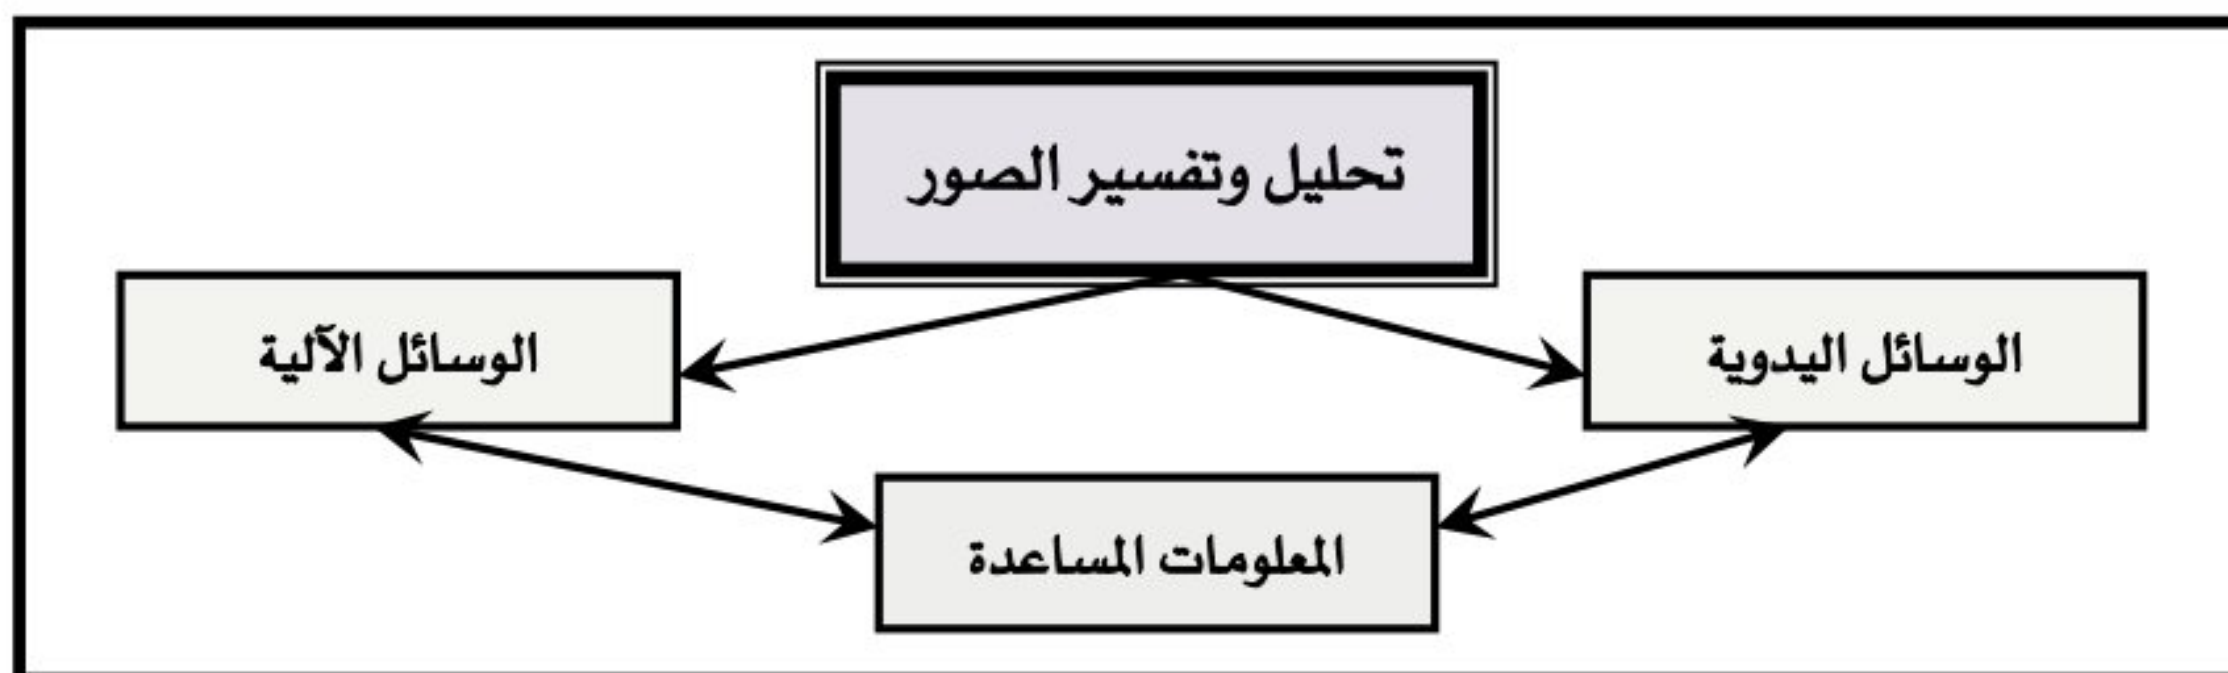 تحليل وتفسير الصور
الوسائل اليدوية
الوسائل الآلية
المعلومات المساعدة